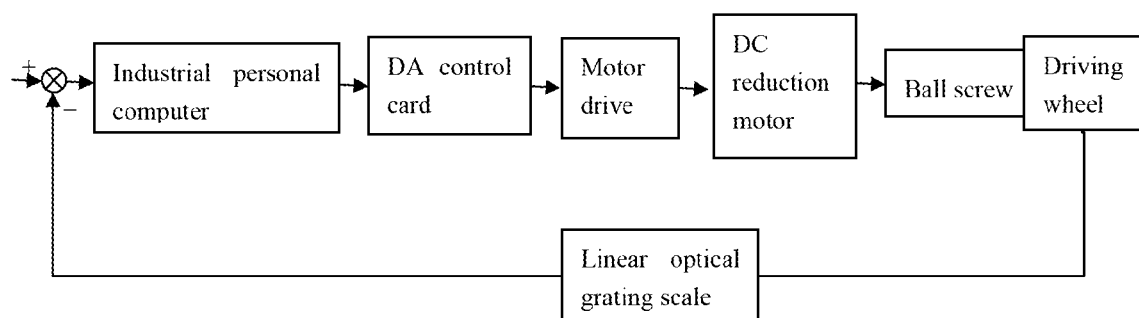 +
−
Industrial personal
computer
DA control
card
Motor
drive
DC
reduction
motor
Ball screw
Driving
wheel
Linear optical
grating scale